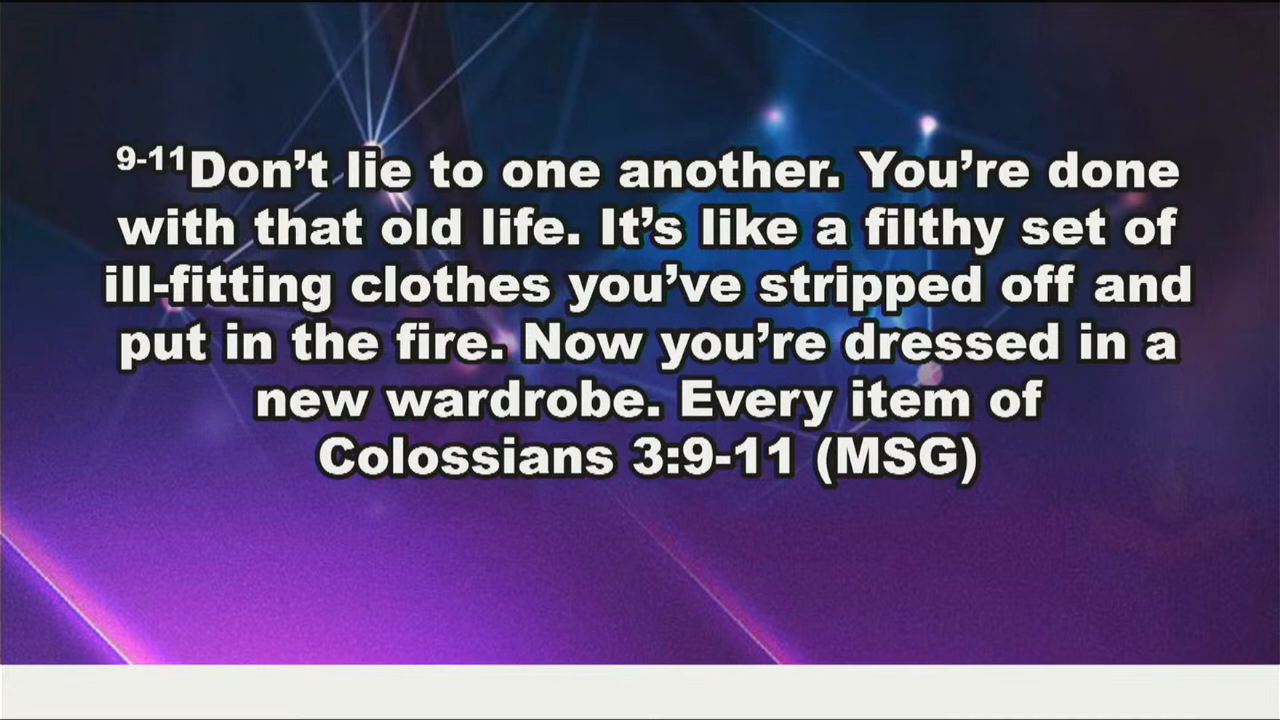 9-11Don’t lie to one another. You’re done
with that old life. It’s like a filthy set of
ill-fitting clothes you’ve stripped off and
put in the fire. Now you’re dressed in a
new wardrobe. Every item of
Colossians 3:9-11 (MSG)